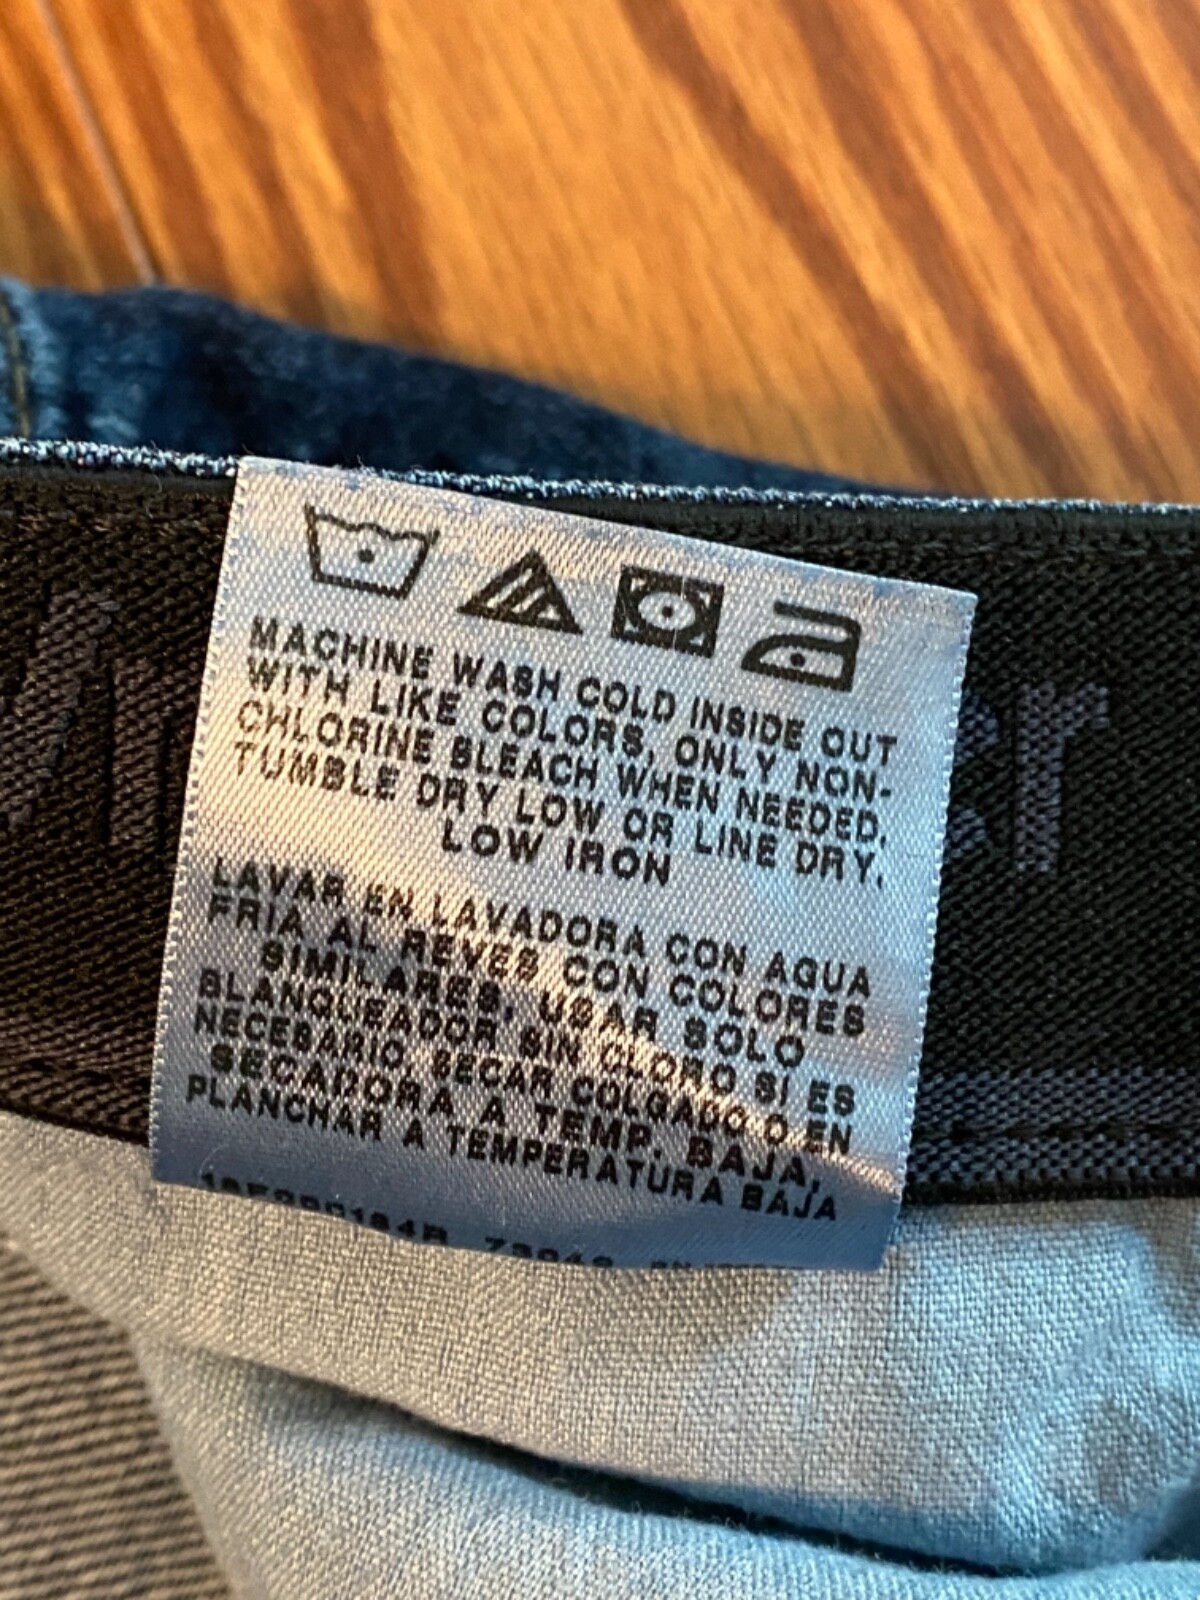 MACHINE WASH COLD INSIDE OUT
WITH LIKE COLORS, ONLY NON-
CHLORINE BLEACH WHEN NEEDED,
TUMBLE DRY LOW OR LINE DRY,
LOW IRON
LAVAR EN LAVADORA CON AGUA
FRIA AL REVES CON COLORES
SIMILARES, USAR SOLO
BLANQUEADOR SIN CLORO SI ES
NECESARIO, SECAR COLGADO O EN
SECADORA A TEMP. BAJA,
PLANCHAR A TEMPERATURA BAJA